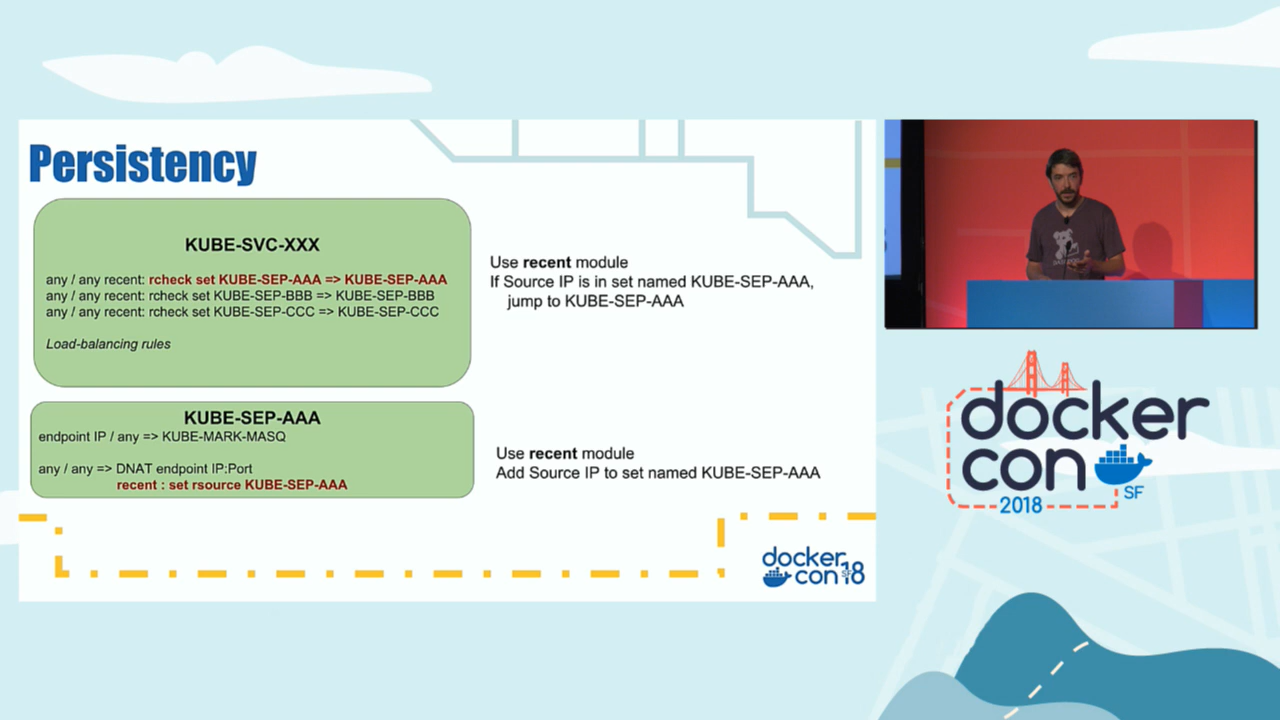 Persistency
KUBE-SVC-XXX
any / any recent: rcheck set KUBE-SEP-AAA => KUBE-SEP-AAA
any / any recent: rcheck set KUBE-SEP-BBB => KUBE-SEP-BBB
any / any recent: rcheck set KUBE-SEP-CCC => KUBE-SEP-CCC
Load-balancing rules
Use recent module
If Source IP is in set named KUBE-SEP-AAA,
jump to KUBE-SEP-AAA
KUBE-SEP-AAA
endpoint IP / any => KUBE-MARK-MASQ
any / any => DNAT endpoint IP:Port
recent : set rsource KUBE-SEP-AAA
Use recent module
Add Source IP to set named KUBE-SEP-AAA
docker
con 18
SF
docker
con
SF
2018